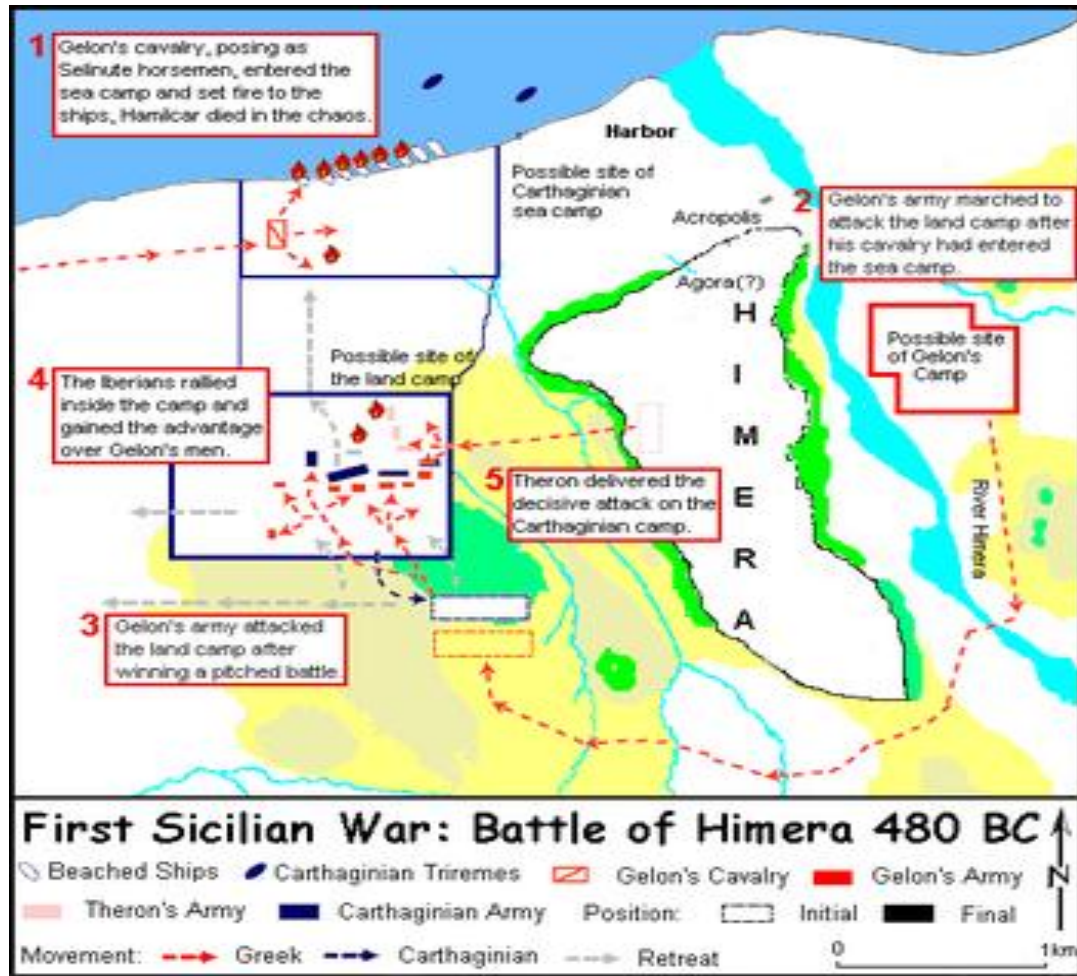 1
Gelon's cavalry, posing as
Selinute horsemen, entered the
sea camp and set fire to the
ships, Hamilcar died in the chaos.
Harbor
Possible site of
Carthaginian
sea camp
Acropolis
2
Gelon's army marched to
attack the land camp after
his cavalry had entered
the sea camp.
Agora(?)
Possible site
of Gelon's
Camp
HIMERA
Possible site of
the land camp
4
The Iberians rallied
inside the camp and
gained the advantage
over Gelon's men.
5
Theron delivered the
decisive attack on the
Carthaginian camp.
River Himera
3
Gelon's army attacked
the land camp after
winning a pitched battle
First Sicilian War: Battle of Himera 480 BC
N
Beached Ships Carthaginian Triremes Gelon's Cavalry Gelon's Army
Theron's Army Carthaginian Army Position: Initial Final
Movement: Greek Carthaginian Retreat 0 1km